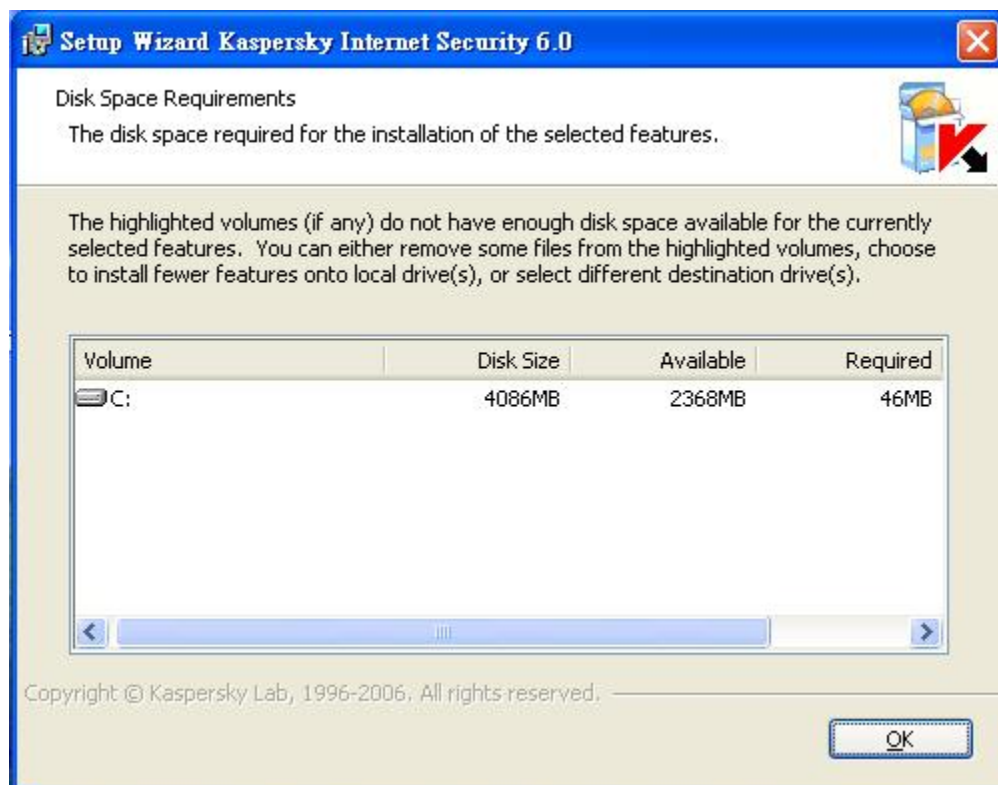 Setup Wizard Kaspersky Internet Security 6.0
Disk Space Requirements
The disk space required for the installation of the selected features.
The highlighted volumes (if any) do not have enough disk space available for the currently
selected features.  You can either remove some files from the highlighted volumes, choose
to install fewer features onto local drive(s), or select different destination drive(s).
Volume Disk Size Available Required
C: 4086MB 2368MB 46MB
Copyright © Kaspersky Lab, 1996-2006. All rights reserved.
OK